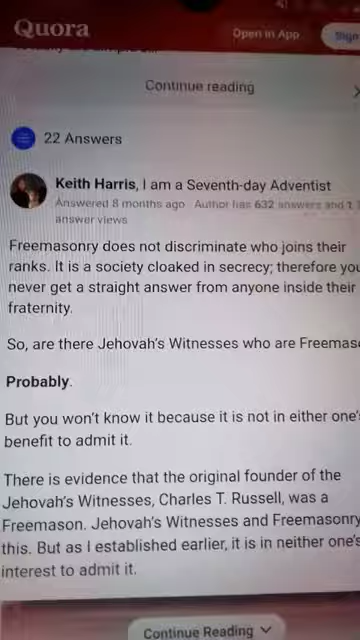 Quora
Open in App
Sign
Continue reading
22 Answers
Keith Harris, I am a Seventh-day Adventist
Answered 8 months ago · Author has 632 answers and 1.
answer views
Freemasonry does not discriminate who joins their
ranks. It is a society cloaked in secrecy; therefore you
never get a straight answer from anyone inside their
fraternity.
So, are there Jehovah's Witnesses who are Freemas
Probably.
But you won't know it because it is not in either one's
benefit to admit it.
There is evidence that the original founder of the
Jehovah's Witnesses, Charles T. Russell, was a
Freemason. Jehovah's Witnesses and Freemasonry
this. But as I established earlier, it is in neither one's
interest to admit it.
Continue Reading